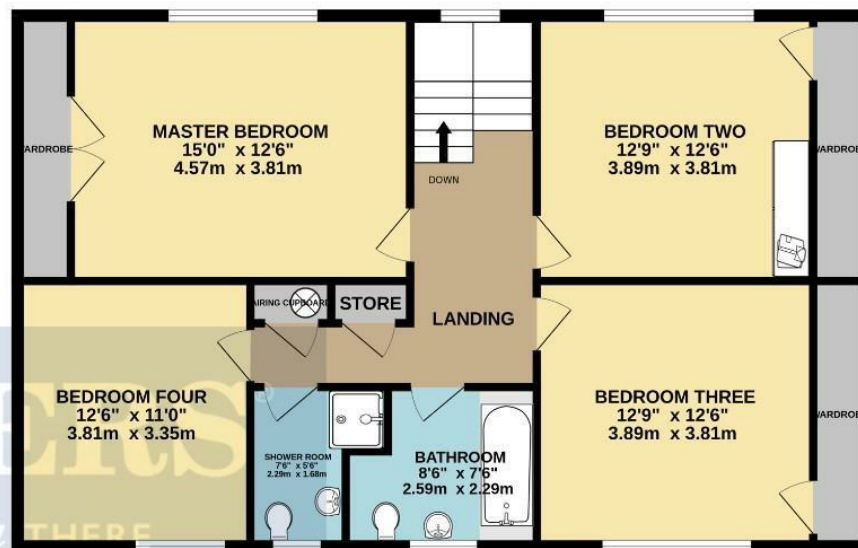 MASTER BEDROOM
15'0" x 12'6"
4.57m x 3.81m
BEDROOM TWO
12'9" x 12'6"
3.89m x 3.81m
ARDROBE
WARDROB
DOWN
AIRING CUPBOARD
STORE
LANDING
BEDROOM FOUR
12'6" x 11'0"
3.81m x 3.35m
BEDROOM THREE
12'9" x 12'6"
3.89m x 3.81m
WARDROB
SHOWER ROOM
7'6" x 5'6"
2.29m x 1.68m
BATHROOM
8'6" x 7'6"
2.59m x 2.29m
ERS
THERE